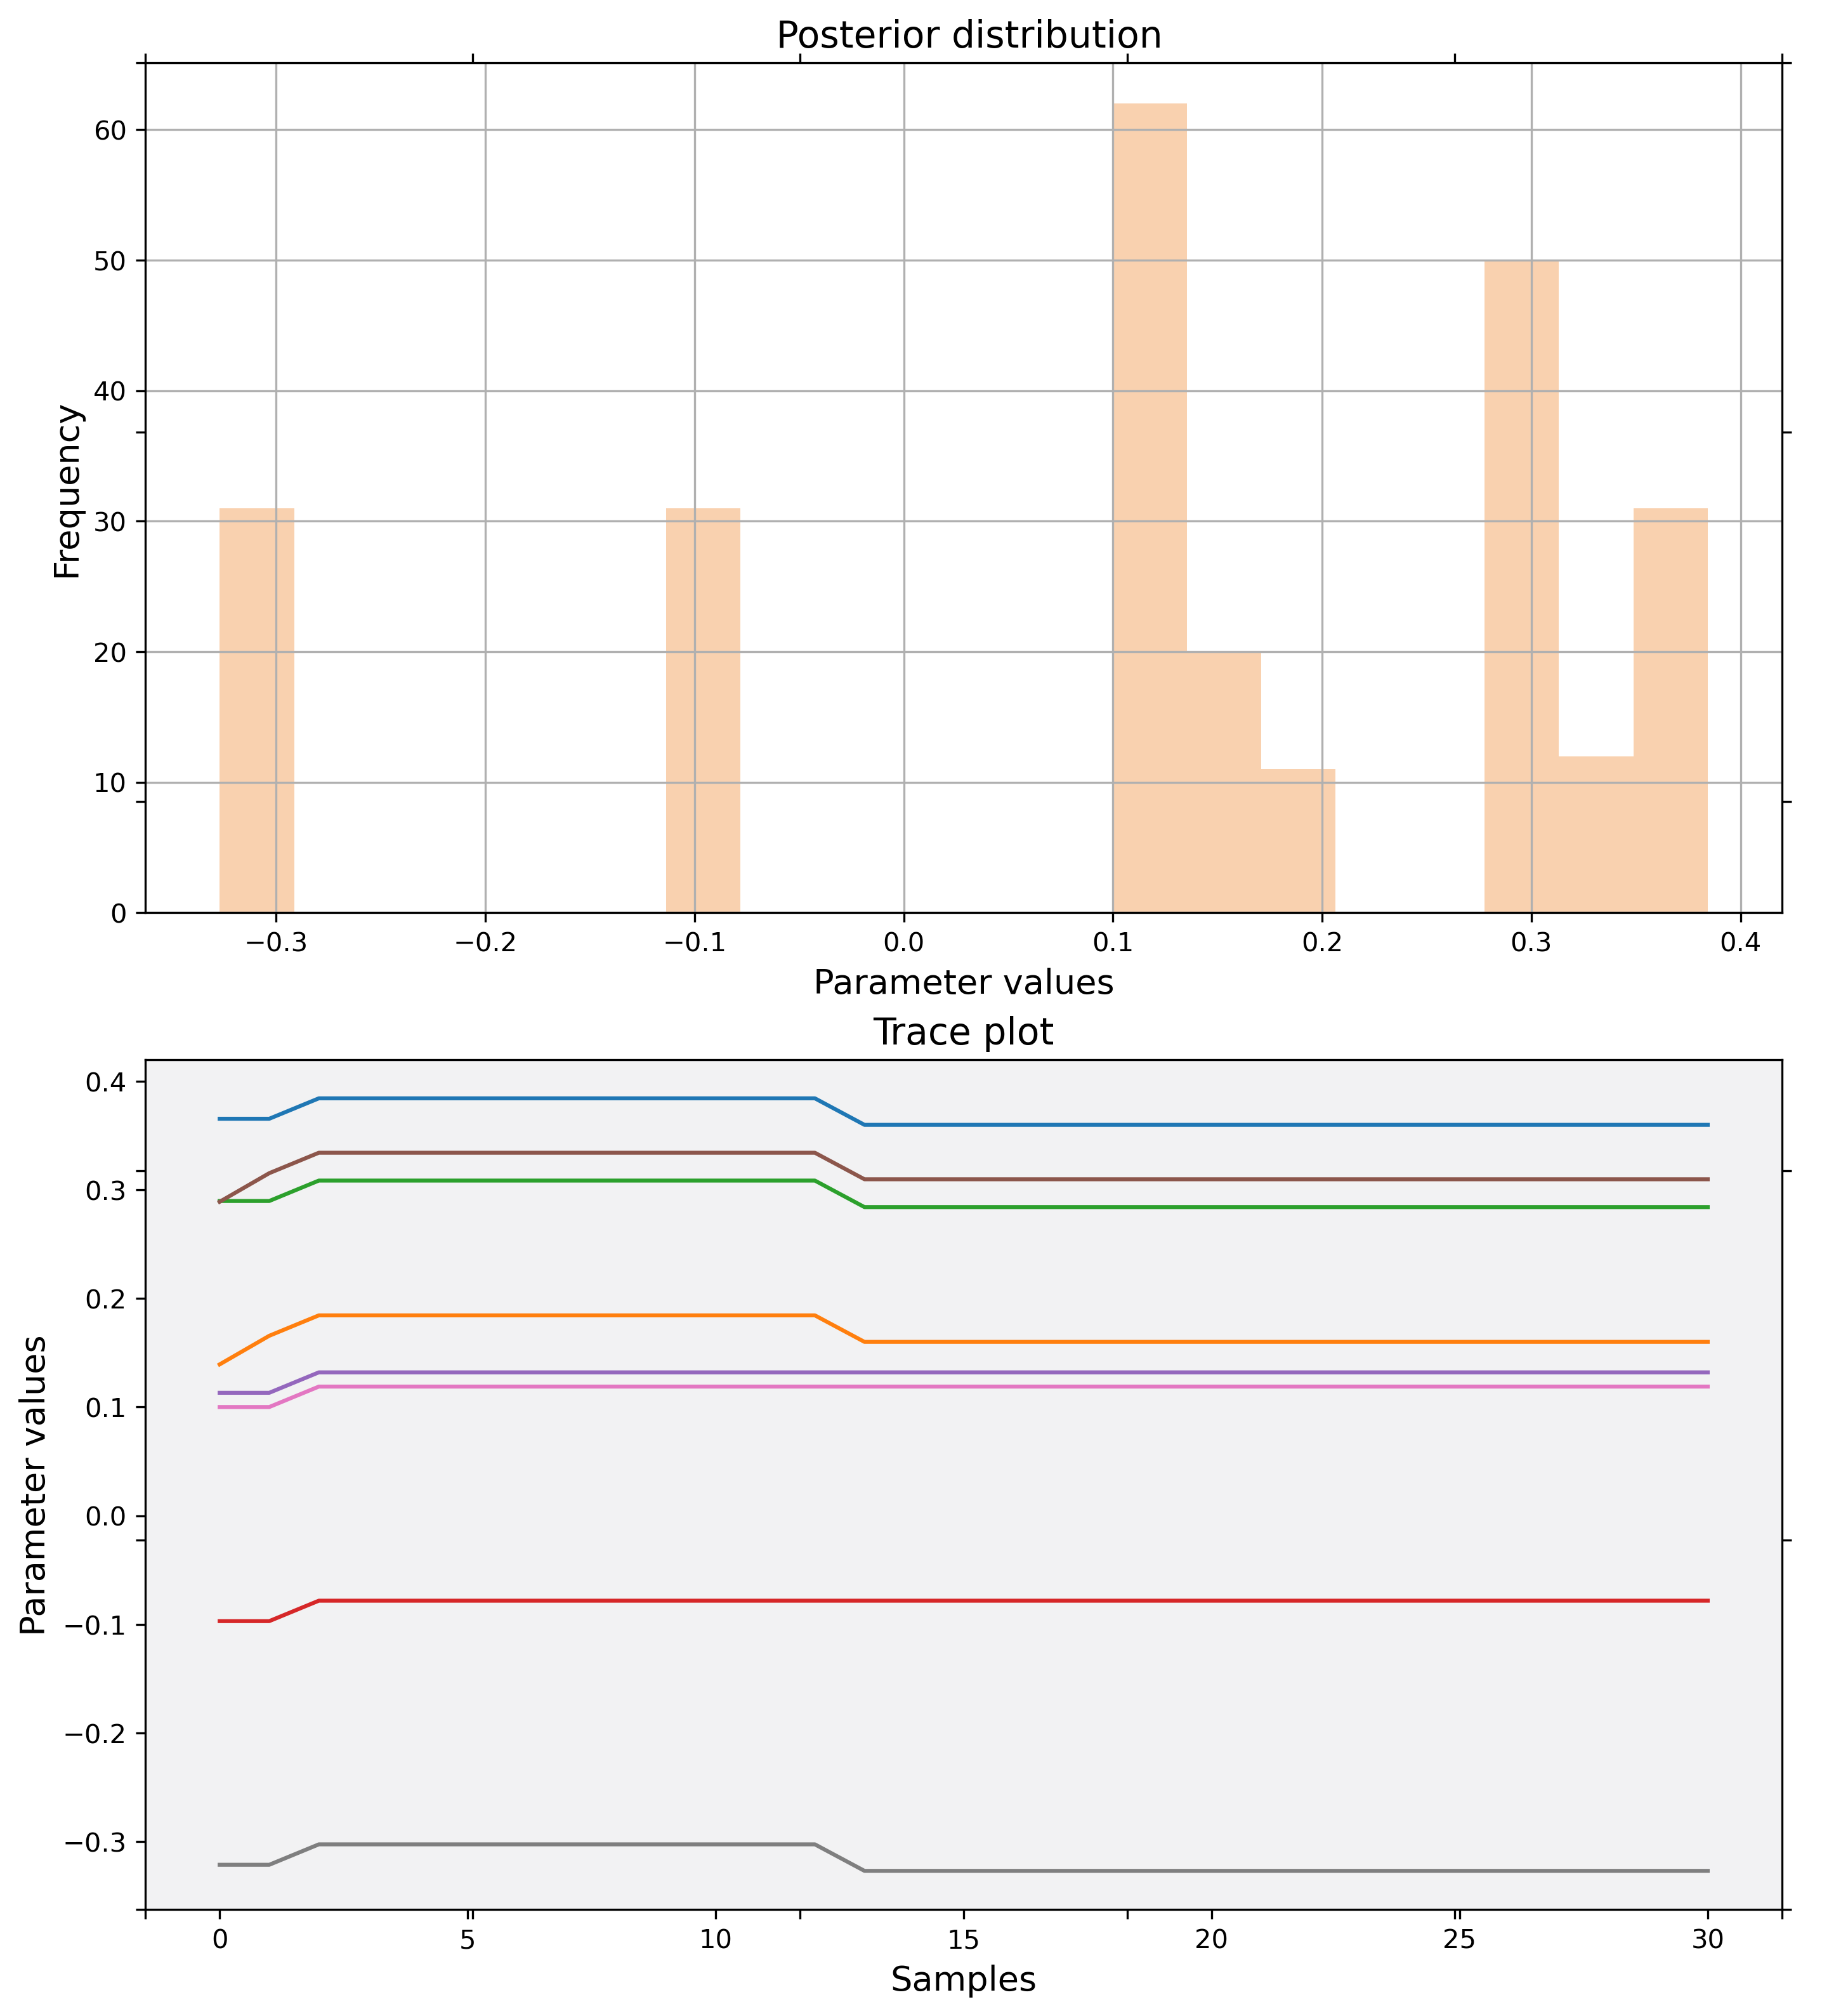 Posterior distribution
60
50
40
30
20
10
0
Frequency
−0.3 −0.2 −0.1 0.0 0.1 0.2 0.3 0.4
Parameter values
Trace plot
0.4
0.3
0.2
0.1
0.0
−0.1
−0.2
−0.3
Parameter values
0 5 10 15 20 25 30
Samples